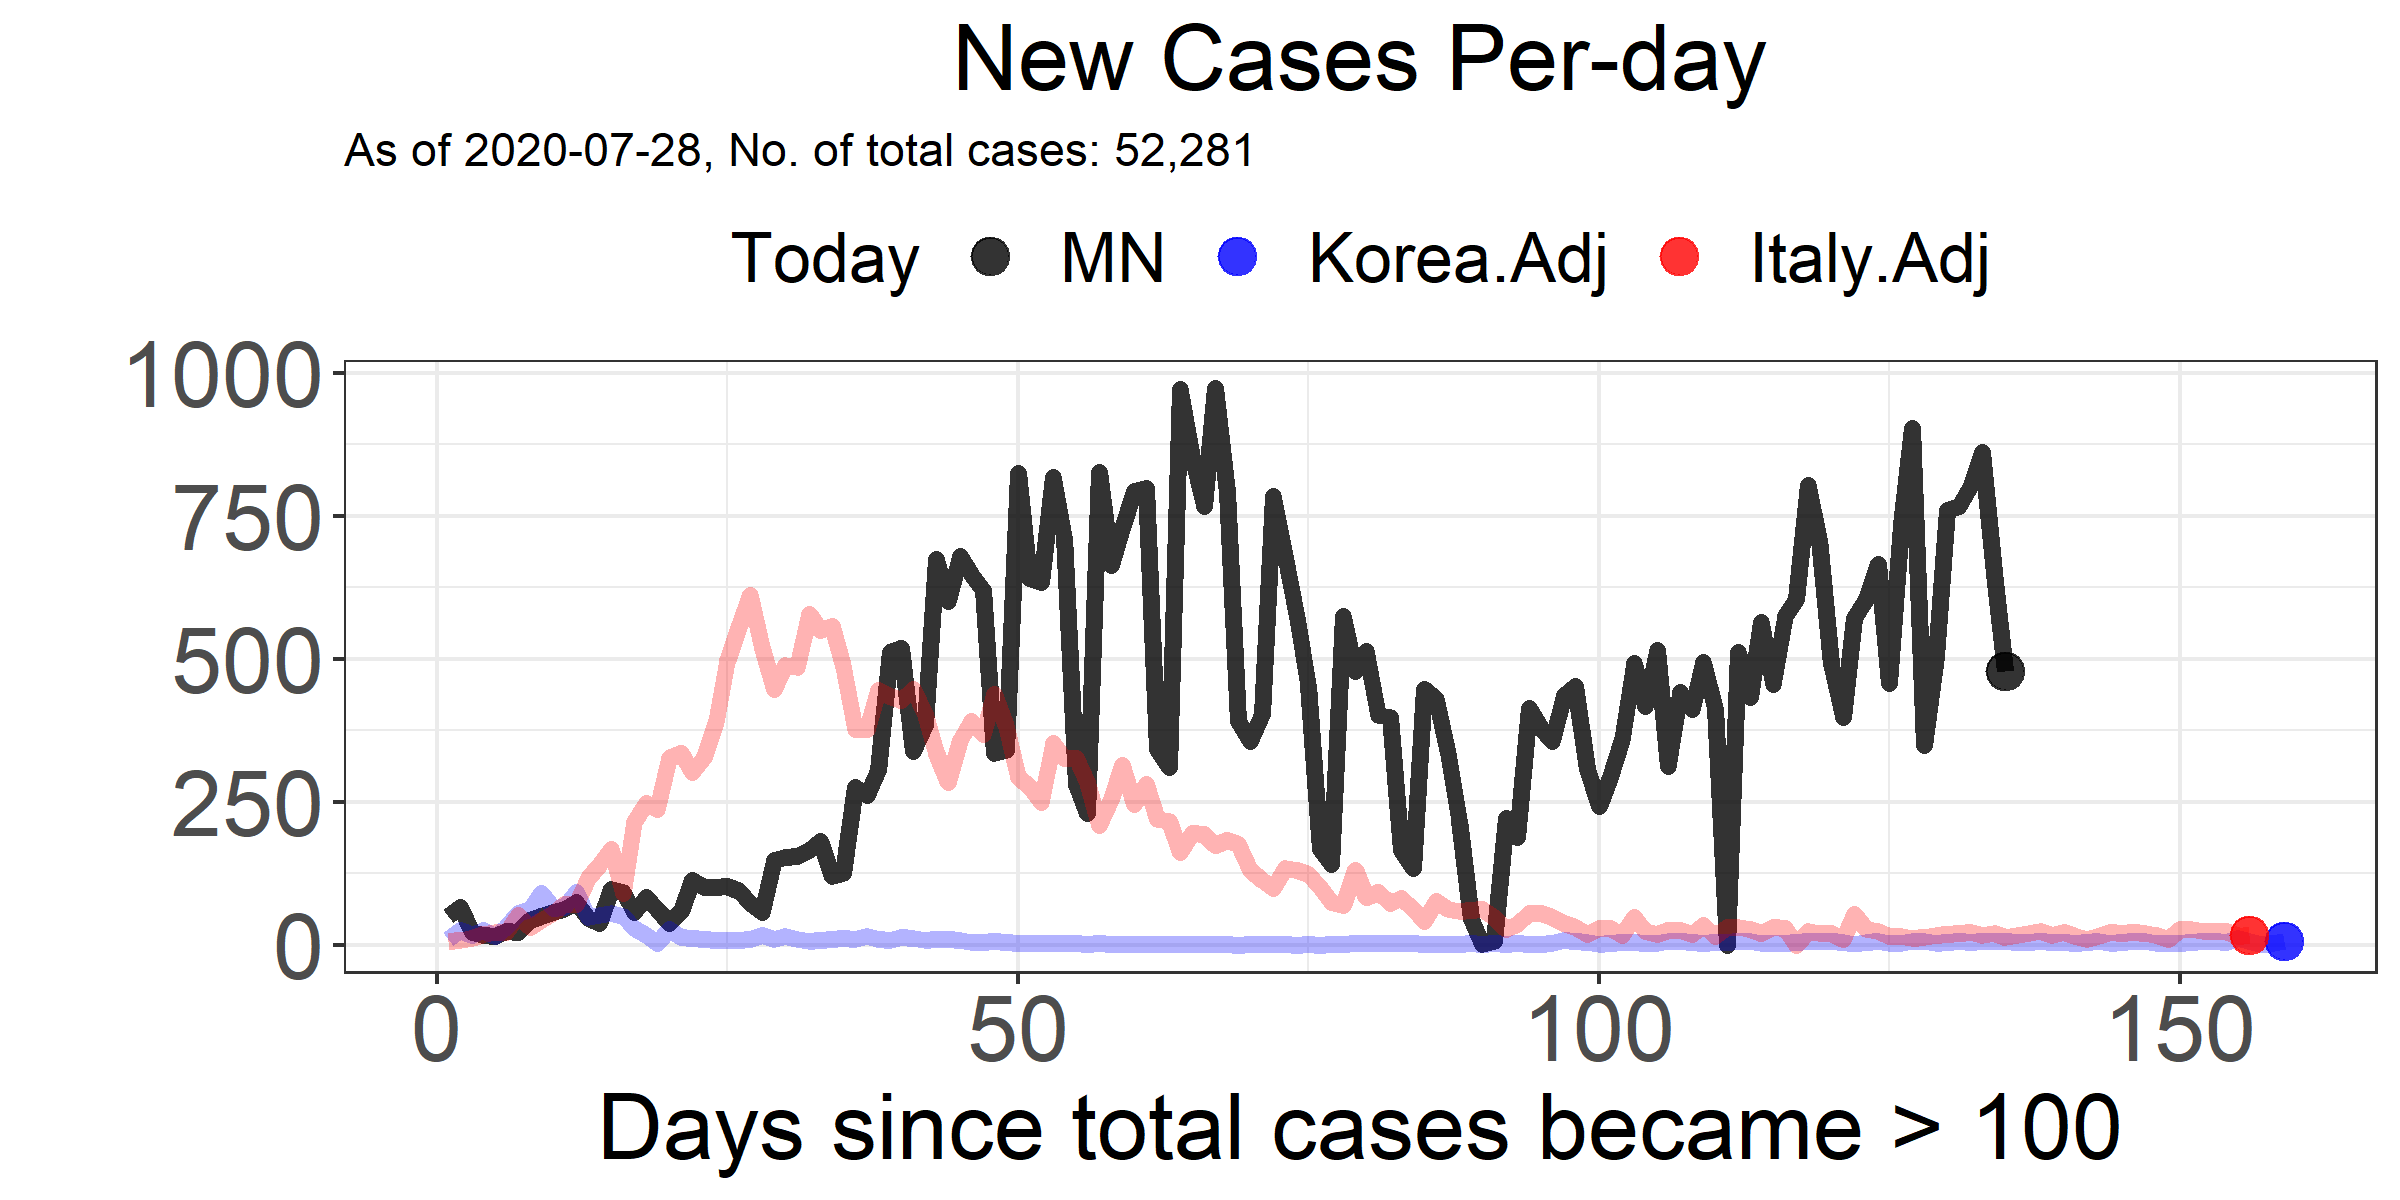 New Cases Per-day
As of 2020-07-28, No. of total cases: 52,281
Today MN Korea.Adj Italy.Adj
1000
750
500
250
0
0 50 100 150
Days since total cases became > 100